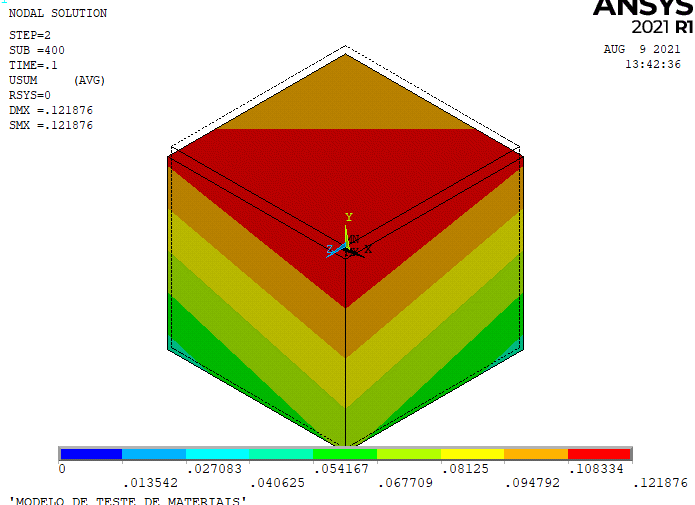 1
ANSYS
2021 R1
NODAL SOLUTION
STEP=2
SUB =400
TIME=.1
USUM (AVG)
RSYS=0
DMX =.121876
SMX =.121876
AUG 9 2021
13:42:36
Y
Z X
0 .027083 .054167 .08125 .108334
.013542 .040625 .067709 .094792 .121876
'MODELO DE TESTE DE MATERIAIS'